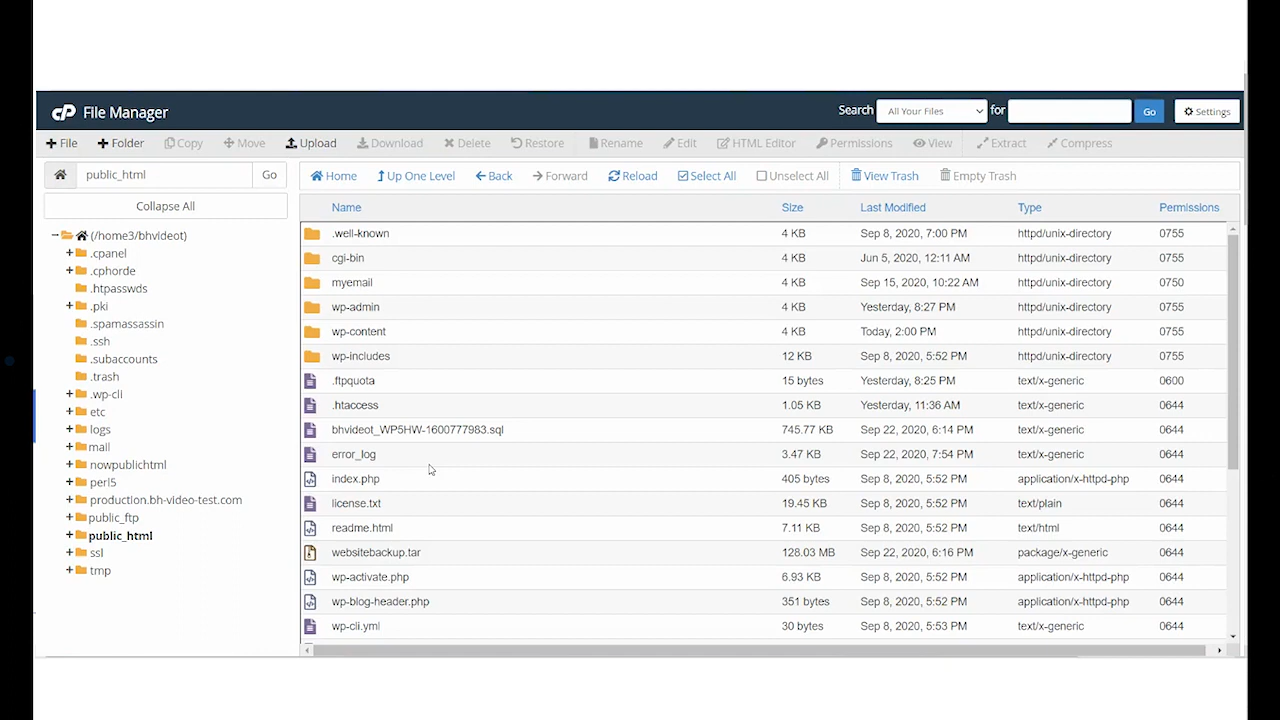 cP File Manager
Search All Your Files for Go Settings
File Folder Copy Move Upload Download Delete Restore Rename Edit HTML Editor Permissions View Extract Compress
public_html Go
Home Up One Level Back Forward Reload Select All Unselect All View Trash Empty Trash
Collapse All
(/home3/bhvideot)
.cpanel
.cphorde
.htpasswds
.pki
.spamassassin
.ssh
.subaccounts
.trash
.wp-cli
etc
logs
mail
nowpublichtml
perl5
production.bh-video-test.com
public_ftp
public_html
ssl
tmp
Name Size Last Modified Type Permissions
.well-known 4 KB Sep 8, 2020, 7:00 PM httpd/unix-directory 0755
cgi-bin 4 KB Jun 5, 2020, 12:11 AM httpd/unix-directory 0755
myemail 4 KB Sep 15, 2020, 10:22 AM httpd/unix-directory 0750
wp-admin 4 KB Yesterday, 8:27 PM httpd/unix-directory 0755
wp-content 4 KB Today, 2:00 PM httpd/unix-directory 0755
wp-includes 12 KB Sep 8, 2020, 5:52 PM httpd/unix-directory 0755
.ftpquota 15 bytes Yesterday, 8:25 PM text/x-generic 0600
.htaccess 1.05 KB Yesterday, 11:36 AM text/x-generic 0644
bhvideot_WP5HW-1600777983.sql 745.77 KB Sep 22, 2020, 6:14 PM text/x-generic 0644
error_log 3.47 KB Sep 22, 2020, 7:54 PM text/x-generic 0644
index.php 405 bytes Sep 8, 2020, 5:52 PM application/x-httpd-php 0644
license.txt 19.45 KB Sep 8, 2020, 5:52 PM text/plain 0644
readme.html 7.11 KB Sep 8, 2020, 5:52 PM text/html 0644
websitebackup.tar 128.03 MB Sep 22, 2020, 6:16 PM package/x-generic 0644
wp-activate.php 6.93 KB Sep 8, 2020, 5:52 PM application/x-httpd-php 0644
wp-blog-header.php 351 bytes Sep 8, 2020, 5:52 PM application/x-httpd-php 0644
wp-cli.yml 30 bytes Sep 8, 2020, 5:53 PM text/x-generic 0644